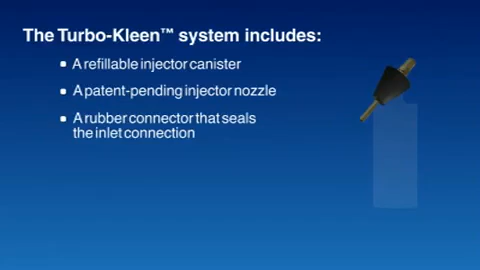 The Turbo-Kleen™ system includes:
A refillable injector canister
A patent-pending injector nozzle
A rubber connector that seals
the inlet connection